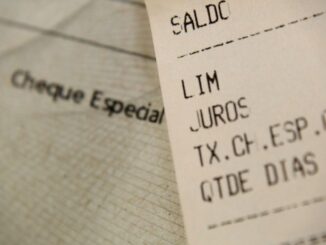 Cheque Especial
SALDO
LIM
JUROS
TX.CH.ESP.
QTDE DIAS